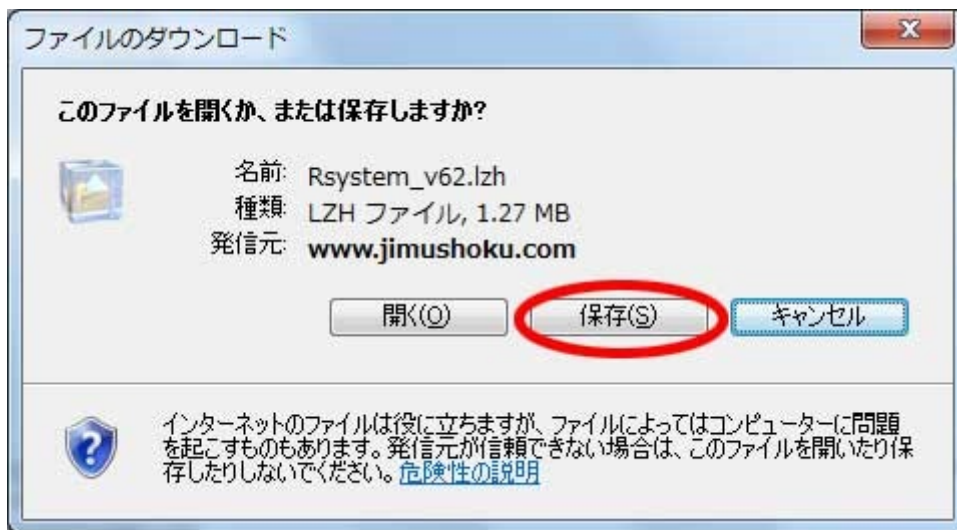 ファイルのダウンロード
このファイルを開くか、または保存しますか?
名前: Rsystem_v62.lzh
種類: LZH ファイル, 1.27 MB
発信元: www.jimushoku.com
開く(O) 保存(S) キャンセル
インターネットのファイルは役に立ちますが、ファイルによってはコンピューターに問題
を起こすものもあります。発信元が信頼できない場合は、このファイルを開いたり保
存したりしないでください。危険性の説明